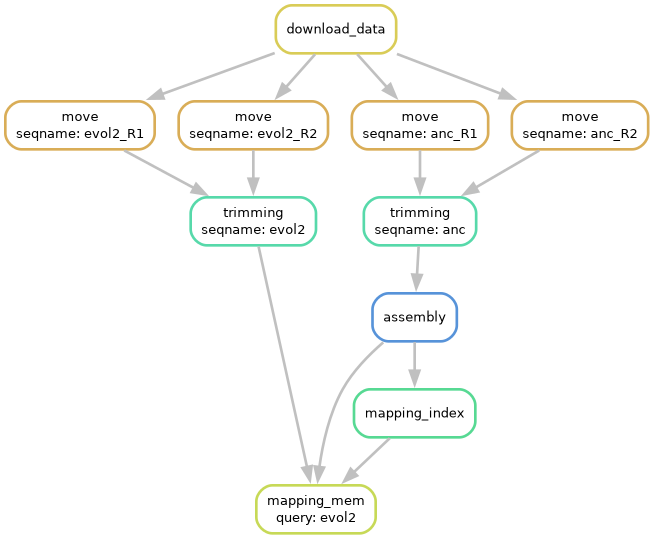 download_data
move
seqname: evol2_R1
move
seqname: evol2_R2
move
seqname: anc_R1
move
seqname: anc_R2
trimming
seqname: evol2
trimming
seqname: anc
assembly
mapping_index
mapping_mem
query: evol2